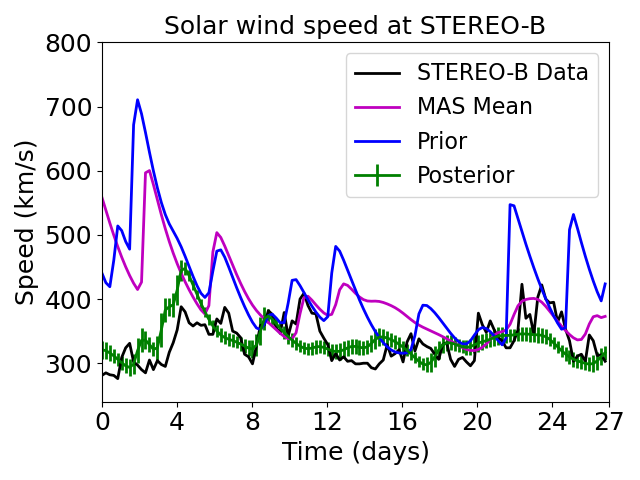 Solar wind speed at STEREO-B
800
700
600
500
400
300
Speed (km/s)
STEREO-B Data
MAS Mean
Prior
Posterior
0 4 8 12 16 20 24 27
Time (days)